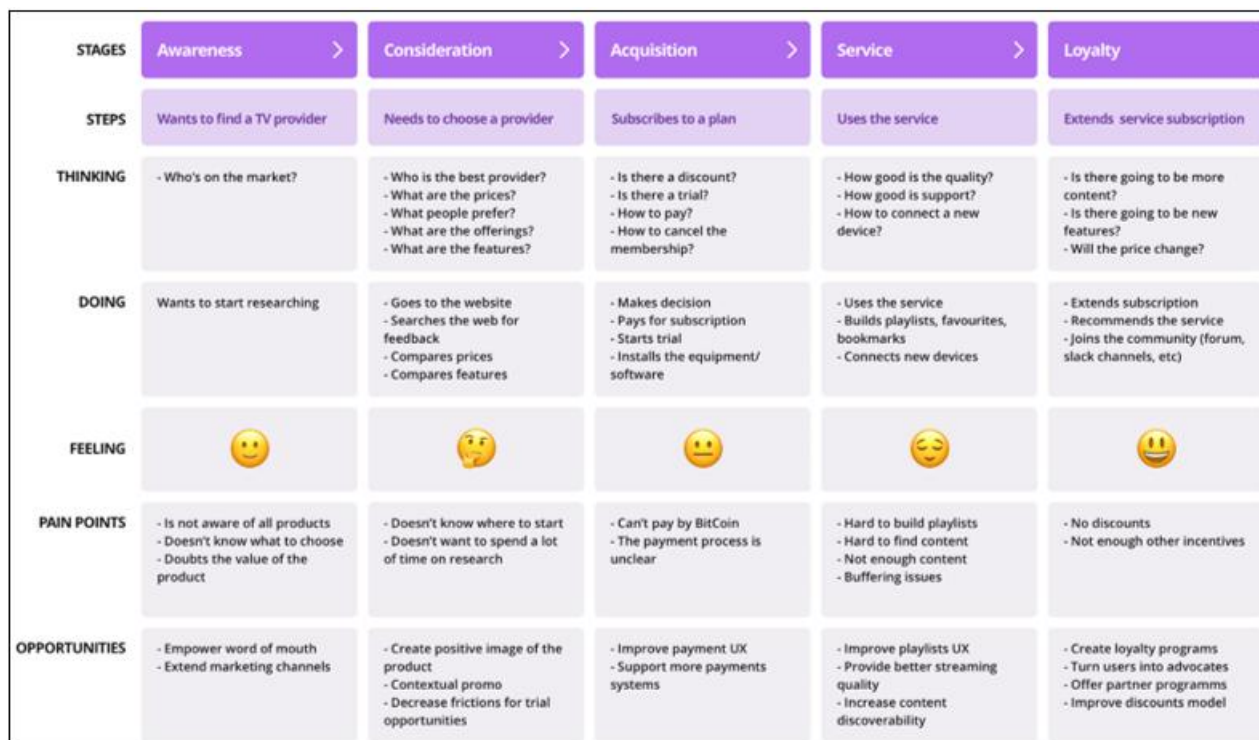 STAGES
Awareness
Consideration
Acquisition
Service
Loyalty
STEPS
Wants to find a TV provider
Needs to choose a provider
Subscribes to a plan
Uses the service
Extends service subscription
THINKING
- Who's on the market?
- Who is the best provider?
- What are the prices?
- What people prefer?
- What are the offerings?
- What are the features?
- Is there a discount?
- Is there a trial?
- How to pay?
- How to cancel the
membership?
- How good is the quality?
- How good is support?
- How to connect a new
device?
- Is there going to be more
content?
- Is there going to be new
features?
- Will the price change?
DOING
Wants to start researching
- Goes to the website
- Searches the web for
feedback
- Compares prices
- Compares features
- Makes decision
- Pays for subscription
- Starts trial
- Installs the equipment/
software
- Uses the service
- Builds playlists, favourites,
bookmarks
- Connects new devices
- Extends subscription
- Recommends the service
- Joins the community (forum,
slack channels, etc)
FEELING
PAIN POINTS
- Is not aware of all products
- Doesn't know what to choose
- Doubts the value of the
product
- Doesn't know where to start
- Doesn't want to spend a lot
of time on research
- Can't pay by BitCoin
- The payment process is
unclear
- Hard to build playlists
- Hard to find content
- Not enough content
- Buffering issues
- No discounts
- Not enough other incentives
OPPORTUNITIES
- Empower word of mouth
- Extend marketing channels
- Create positive image of the
product
- Contextual promo
- Decrease frictions for trial
opportunities
- Improve payment UX
- Support more payments
systems
- Improve playlists UX
- Provide better streaming
quality
- Increase content
discoverability
- Create loyalty programs
- Turn users into advocates
- Offer partner programms
- Improve discounts model